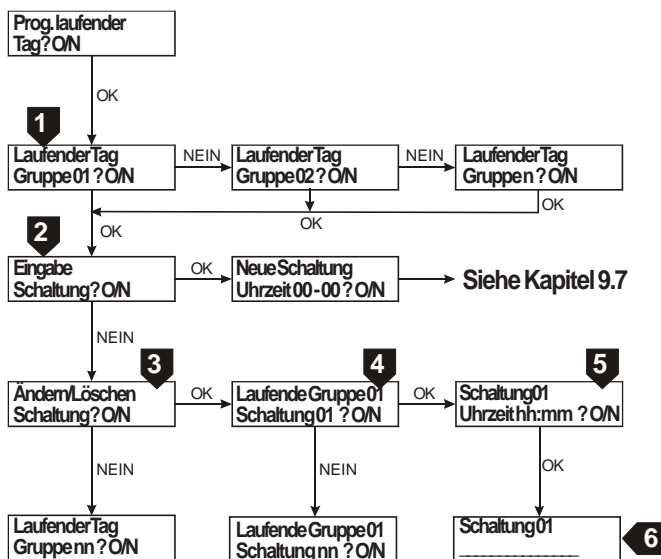 Prog. laufender
Tag? O/N
OK
1
Laufender Tag
Gruppe 01 ? O/N
NEIN
Laufender Tag
Gruppe 02 ? O/N
NEIN
Laufender Tag
Gruppe n ? O/N
OK
OK
OK
2
Eingabe
Schaltung? O/N
OK
Neue Schaltung
Uhrzeit 00-00 ? O/N
Siehe Kapitel 9.7
NEIN
3
4
5
Ändern/Löschen
Schaltung? O/N
OK
Laufende Gruppe 01
Schaltung 01 ? O/N
OK
Schaltung 01
Uhrzeit hh:mm ? O/N
NEIN
NEIN
OK
Laufender Tag
Gruppe nn ? O/N
Laufende Gruppe 01
Schaltung nn ? O/N
Schaltung 01
6